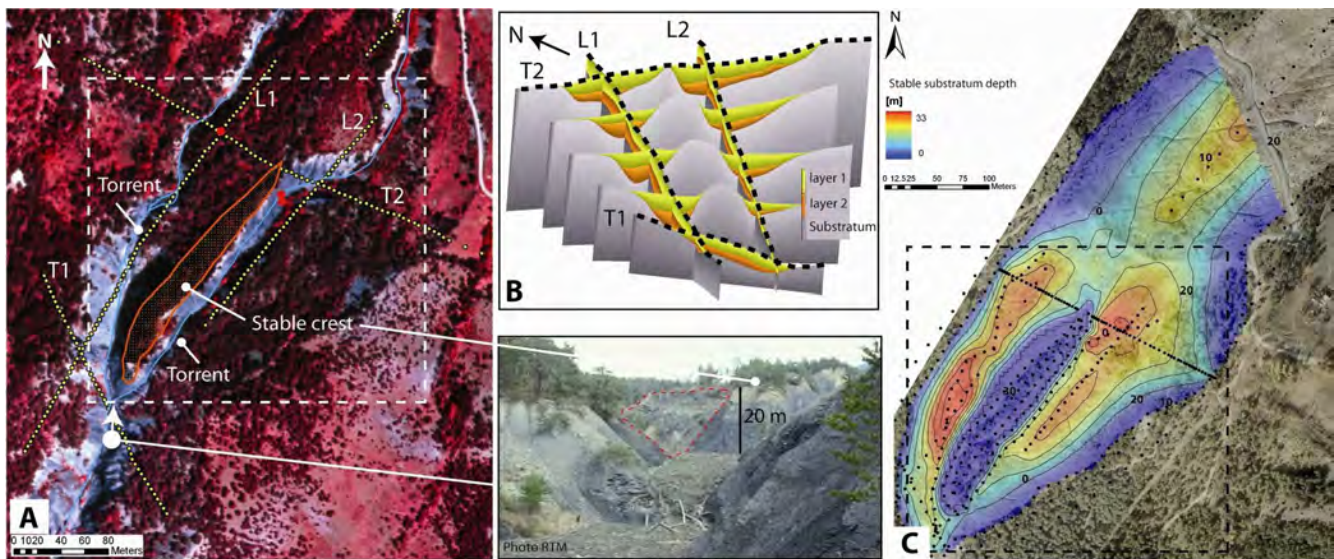 N
L1
L2
T2
Torrent
T1
Stable crest
Torrent
A
0 1020 40 60 80
Meters
N
L1
L2
T2
T1
layer 1
layer 2
Substratum
B
20 m
Photo RTM
N
Stable substratum depth
[m]
33
0
0 12.525 50 75 100
Meters
20
10
0
20
0
30
20
10
0
C